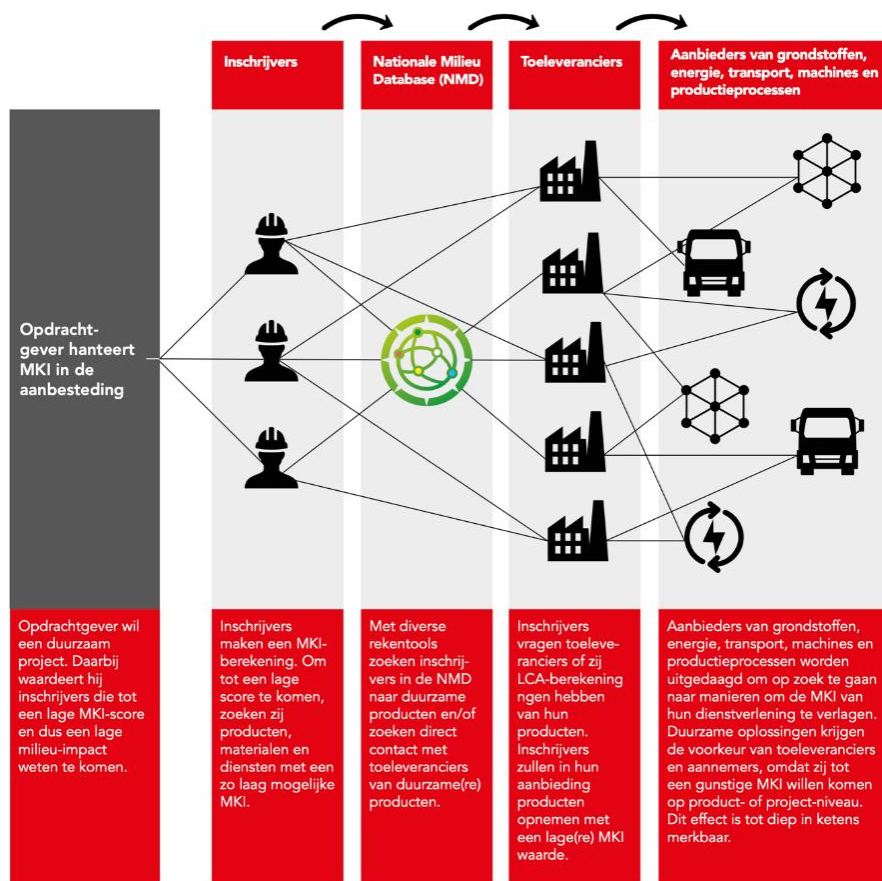 Inschrijvers
Nationale Milieu
Database (NMD)
Toeleveranciers
Aanbieders van grondstoffen,
energie, transport, machines en
productieprocessen
Opdracht-
gever hanteert
MKI in de
aanbesteding
Opdrachtgever wil
een duurzaam
project. Daarbij
waardeert hij
inschrijvers die tot
een lage MKI-score
en dus een lage
milieu-impact
weten te komen.
Inschrijvers
maken een MKI-
berekening. Om
tot een lage
score te komen,
zoeken zij
producten,
materialen en
diensten met een
zo laag mogelijke
MKI.
Met diverse
rekentools
zoeken inschrij-
vers in de NMD
naar duurzame
producten en/of
zoeken direct
contact met
toeleveranciers
van duurzame(re)
producten.
Inschrijvers
vragen toeleve-
ranciers of zij
LCA-berekening
ngen hebben
van hun
producten.
Inschrijvers
zullen in hun
aanbieding
producten
opnemen met
een lage(re) MKI
waarde.
Aanbieders van grondstoffen,
energie, transport, machines en
productieprocessen worden
uitgedaagd om op zoek te gaan
naar manieren om de MKI van
hun dienstverlening te verlagen.
Duurzame oplossingen krijgen
de voorkeur van toeleveranciers
en aannemers, omdat zij tot
een gunstige MKI willen komen
op product- of project-niveau.
Dit effect is tot diep in ketens
merkbaar.